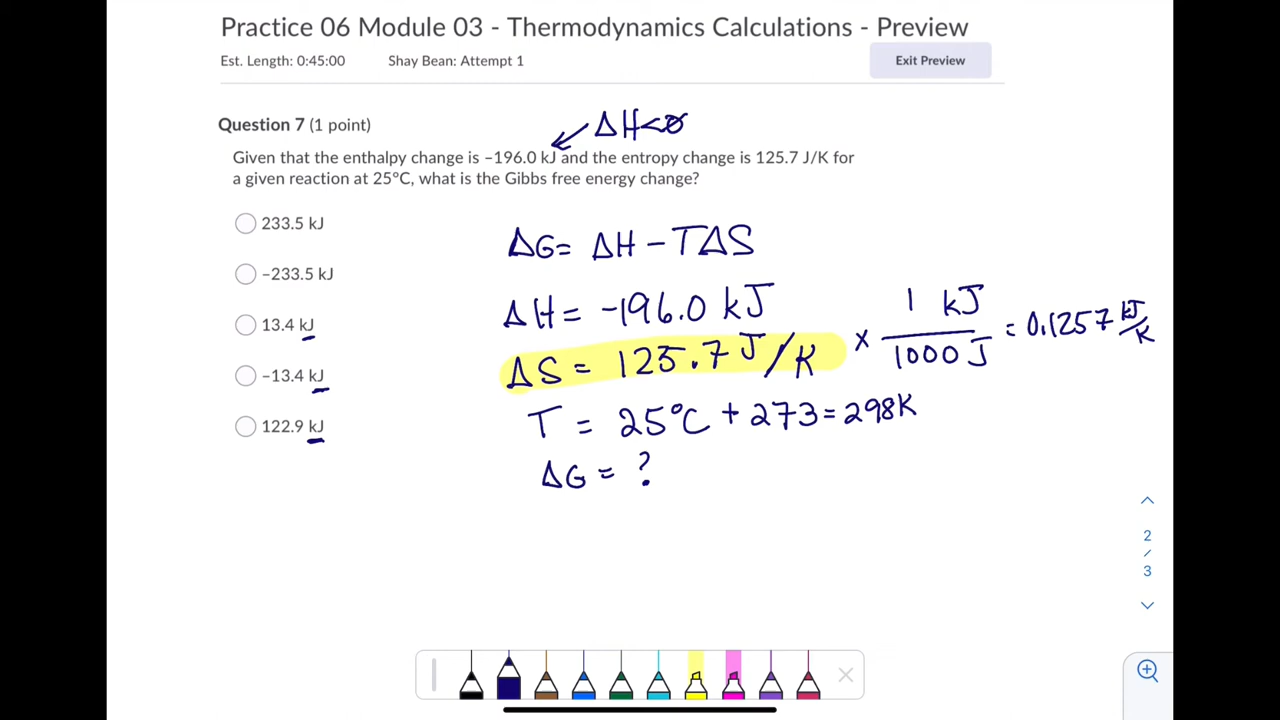 Practice 06 Module 03 - Thermodynamics Calculations - Preview
Est. Length: 0:45:00 Shay Bean: Attempt 1 Exit Preview
ΔH<0
Question 7 (1 point)
Given that the enthalpy change is −196.0 kJ and the entropy change is 125.7 J/K for
a given reaction at 25°C, what is the Gibbs free energy change?
233.5 kJ
−233.5 kJ
13.4 kJ
−13.4 kJ
122.9 kJ
ΔG= ΔH − TΔS
ΔH = −196.0 kJ
ΔS = 125.7 J/K × 1 kJ / 1000 J = 0.1257 kJ/K
T = 25°C + 273 = 298K
ΔG = ?
2
/
3